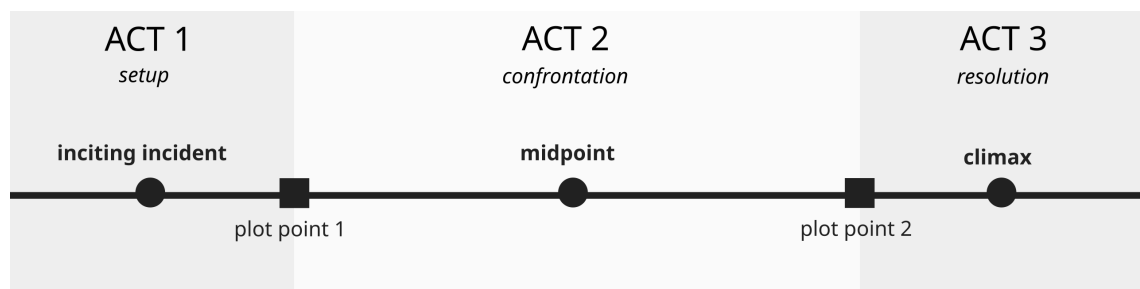 ACT 1
setup
ACT 2
confrontation
ACT 3
resolution
inciting incident
midpoint
climax
plot point 1
plot point 2